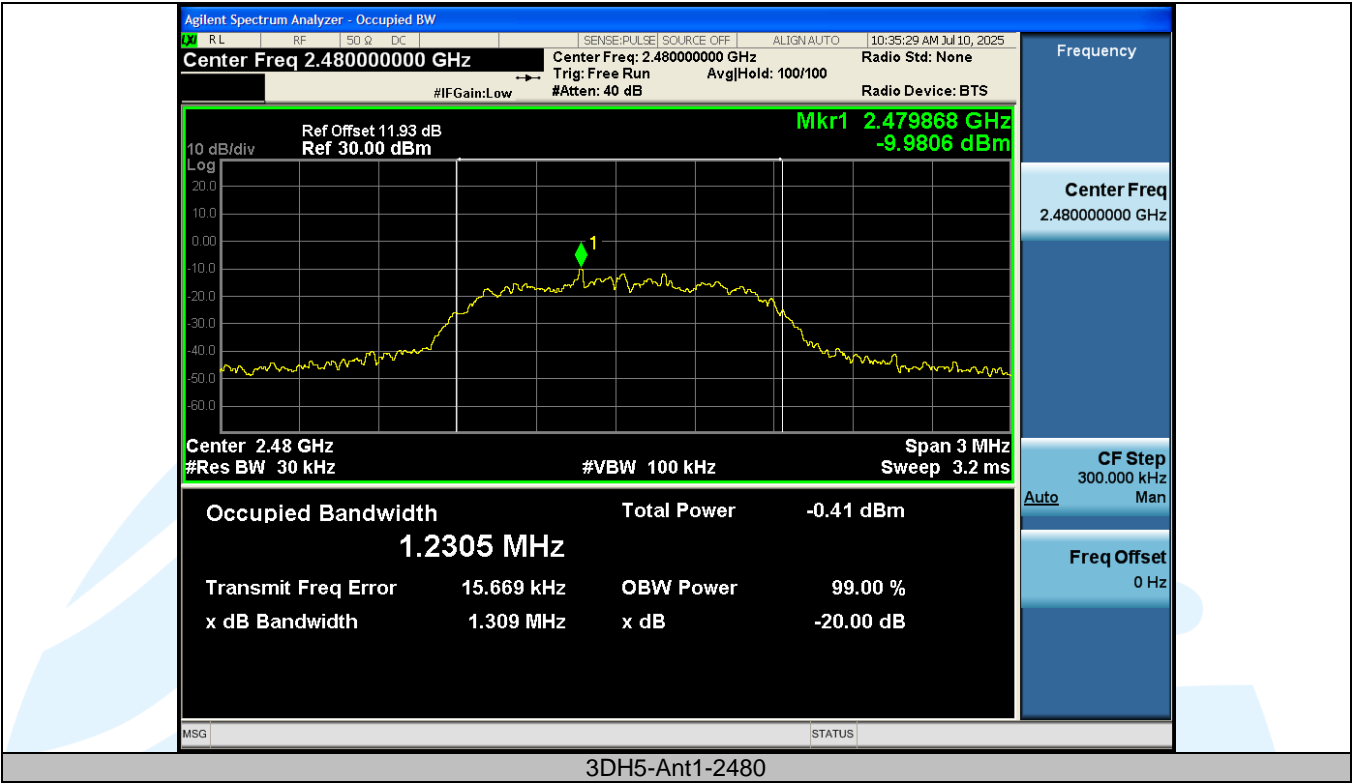 Agilent Spectrum Analyzer - Occupied BW
LXI RL RF 50 Ω DC SENSE:PULSE SOURCE OFF ALIGN AUTO 10:35:29 AM Jul 10, 2025
Center Freq 2.480000000 GHz
Center Freq: 2.480000000 GHz Radio Std: None
Trig: Free Run Avg|Hold: 100/100
#IFGain:Low #Atten: 40 dB Radio Device: BTS
Mkr1 2.479868 GHz
-9.9806 dBm
Ref Offset 11.93 dB
10 dB/div Ref 30.00 dBm
Log
20.0
10.0
0.00
-10.0
-20.0
-30.0
-40.0
-50.0
-60.0
1
Center 2.48 GHz Span 3 MHz
#Res BW 30 kHz #VBW 100 kHz Sweep 3.2 ms
Occupied Bandwidth Total Power -0.41 dBm
1.2305 MHz
Transmit Freq Error 15.669 kHz OBW Power 99.00 %
x dB Bandwidth 1.309 MHz x dB -20.00 dB
MSG STATUS
Frequency
Center Freq
2.480000000 GHz
CF Step
300.000 kHz
Auto Man
Freq Offset
0 Hz
3DH5-Ant1-2480